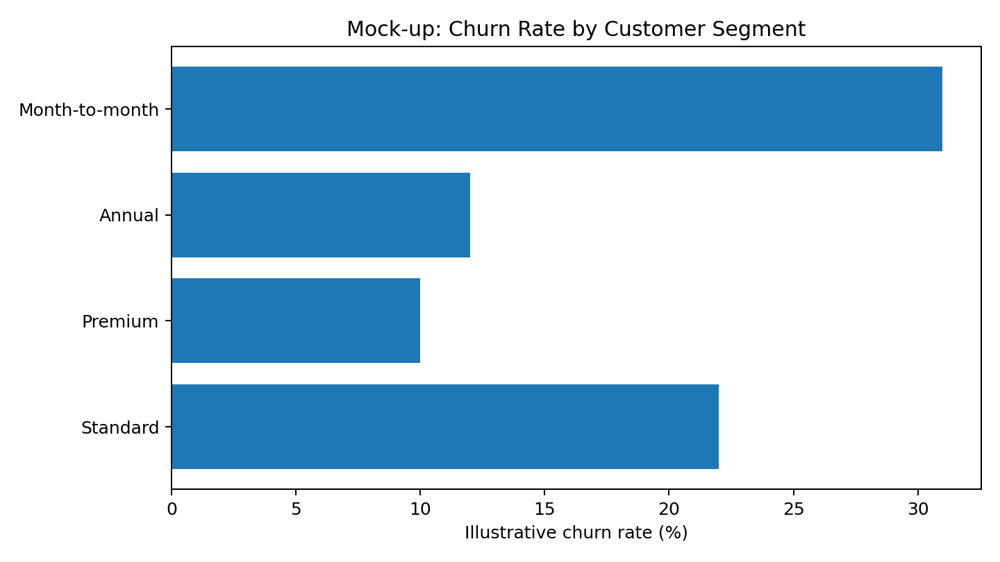 Mock-up: Churn Rate by Customer Segment
Month-to-month
Annual
Premium
Standard
0 5 10 15 20 25 30
Illustrative churn rate (%)